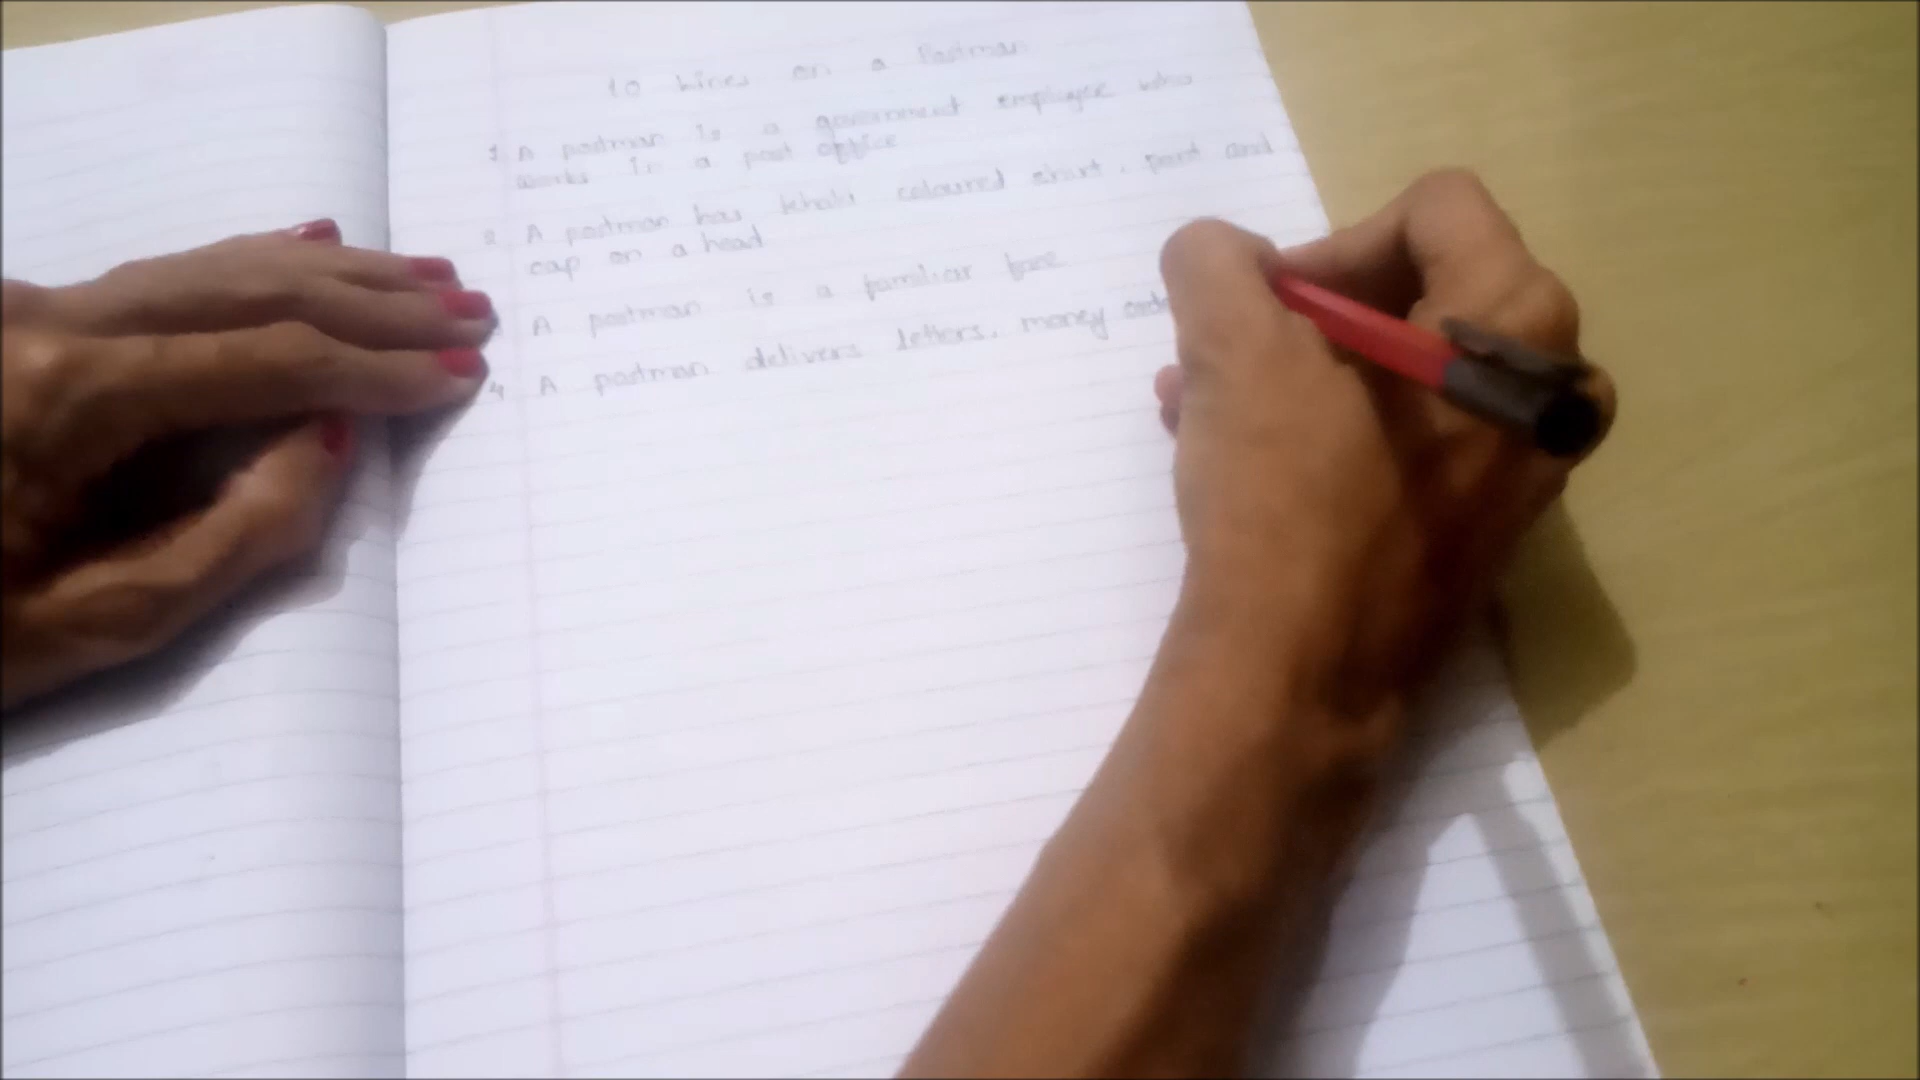 10 Lines on a Postman
1 A postman is a government employee who
works in a post office
2 A postman has khaki coloured shirt, pant and
cap on a head
A postman is a familiar face
4 A postman delivers letters, money